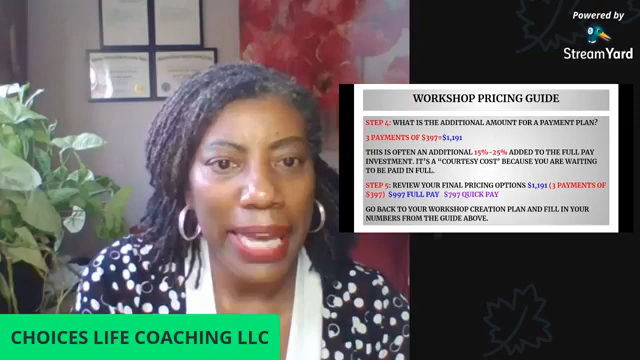 Powered by
StreamYard
WORKSHOP PRICING GUIDE
STEP 4: WHAT IS THE ADDITIONAL AMOUNT FOR A PAYMENT PLAN?
3 PAYMENTS OF $397=$1,191
THIS IS OFTEN AN ADDITIONAL 15%-25% ADDED TO THE FULL PAY
INVESTMENT. IT'S A "COURTESY COST" BECAUSE YOU ARE WAITING
TO BE PAID IN FULL.
STEP 5: REVIEW YOUR FINAL PRICING OPTIONS $1,191 (3 PAYMENTS OF
$397) $997 FULL PAY $797 QUICK PAY
GO BACK TO YOUR WORKSHOP CREATION PLAN AND FILL IN YOUR
NUMBERS FROM THE GUIDE ABOVE.
CHOICES LIFE COACHING LLC